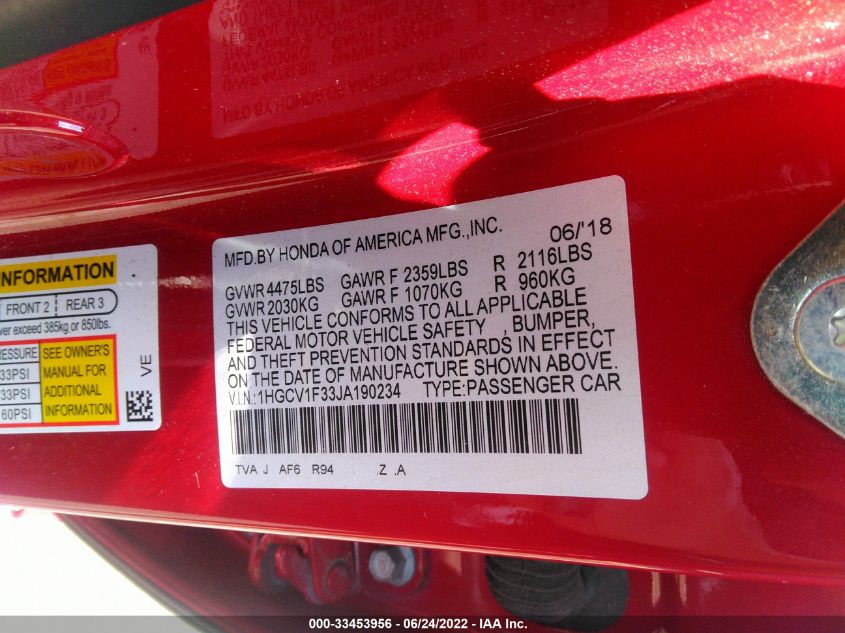 MFD.BY HONDA OF AMERICA MFG.,INC. 06/'18
GVWR 4475LBS GAWR F 2359LBS R 2116LBS
GVWR 2030KG GAWR F 1070KG R 960KG
THIS VEHICLE CONFORMS TO ALL APPLICABLE
FEDERAL MOTOR VEHICLE SAFETY , BUMPER,
AND THEFT PREVENTION STANDARDS IN EFFECT
ON THE DATE OF MANUFACTURE SHOWN ABOVE.
V.I.N.:1HGCV1F33JA190234 TYPE:PASSENGER CAR
TVA J AF6 R94 .Z .A
INFORMATION
FRONT 2 REAR 3
exceed 385kg or 850lbs.
SEE OWNER'S
33PSI MANUAL FOR
33PSI ADDITIONAL
60PSI INFORMATION
VE
000-33453956 - 06/24/2022 - IAA Inc.